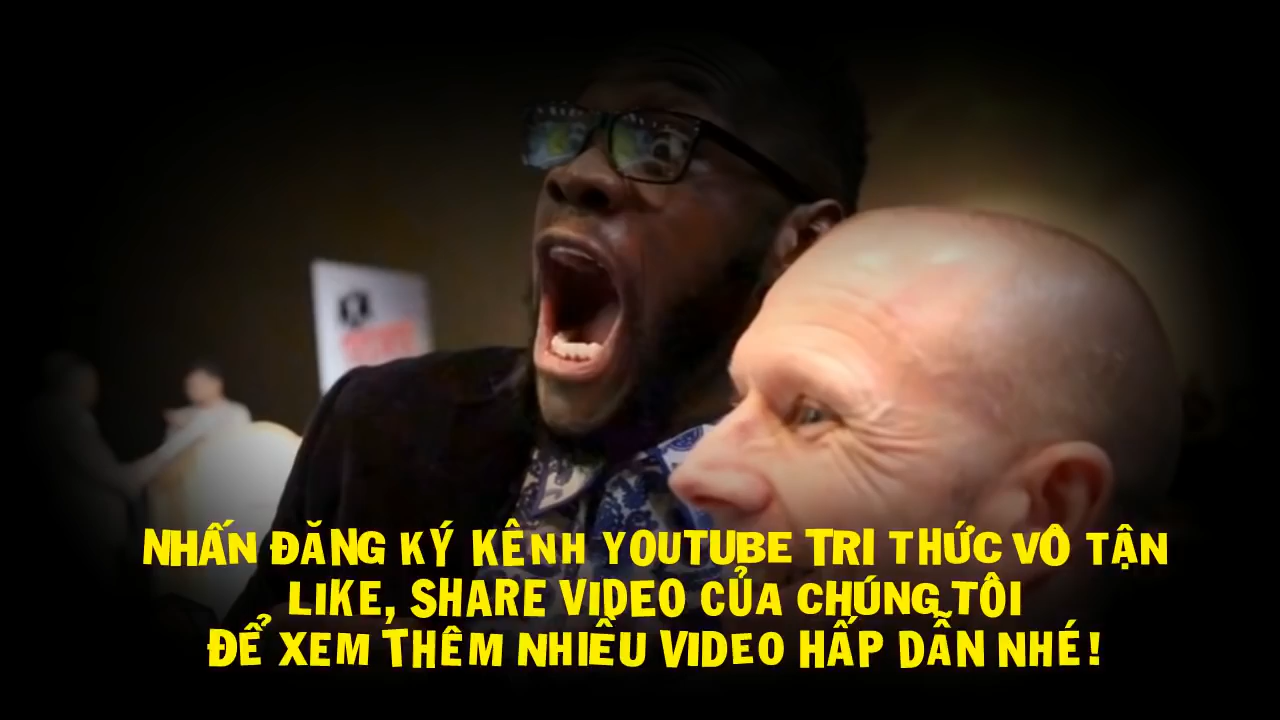 NHẤN ĐĂNG KÝ KÊNH YOUTUBE TRI THỨC VÔ TẬN
LIKE, SHARE VIDEO CỦA CHÚNG TÔI
ĐỂ XEM THÊM NHIỀU VIDEO HẤP DẪN NHÉ!